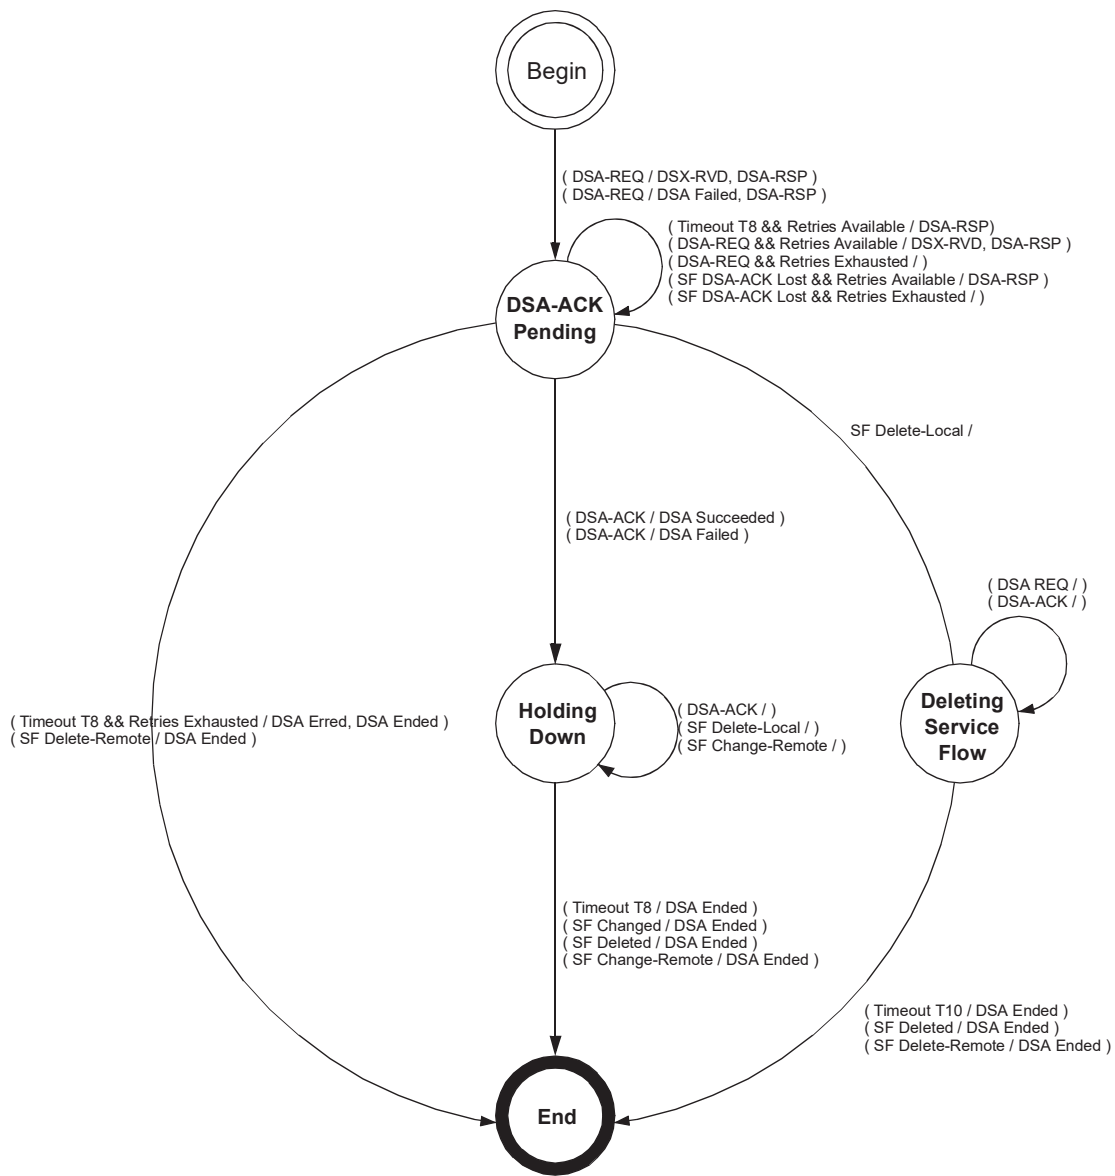 Begin
( DSA-REQ / DSX-RVD, DSA-RSP )
( DSA-REQ / DSA Failed, DSA-RSP )
( Timeout T8 && Retries Available / DSA-RSP)
( DSA-REQ && Retries Available / DSX-RVD, DSA-RSP )
( DSA-REQ && Retries Exhausted / )
( SF DSA-ACK Lost && Retries Available / DSA-RSP )
( SF DSA-ACK Lost && Retries Exhausted / )
DSA-ACK
Pending
SF Delete-Local /
( DSA-ACK / DSA Succeeded )
( DSA-ACK / DSA Failed )
( DSA REQ / )
( DSA-ACK / )
( Timeout T8 && Retries Exhausted / DSA Erred, DSA Ended )
( SF Delete-Remote / DSA Ended )
Holding
Down
( DSA-ACK / )
( SF Delete-Local / )
( SF Change-Remote / )
Deleting
Service
Flow
( Timeout T8 / DSA Ended )
( SF Changed / DSA Ended )
( SF Deleted / DSA Ended )
( SF Change-Remote / DSA Ended )
( Timeout T10 / DSA Ended )
( SF Deleted / DSA Ended )
( SF Delete-Remote / DSA Ended )
End